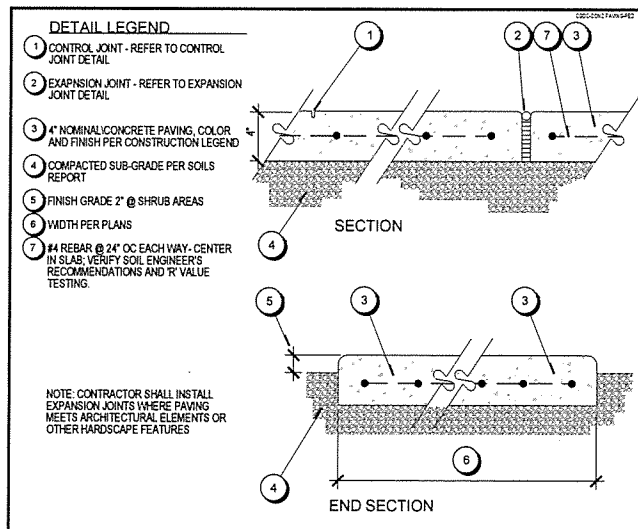 CSDC-CONC PAVING-PED
DETAIL LEGEND
1 CONTROL JOINT - REFER TO CONTROL
JOINT DETAIL
2 EXAPNSION JOINT - REFER TO EXPANSION
JOINT DETAIL
3 4" NOMINAL\CONCRETE PAVING, COLOR
AND FINISH PER CONSTRUCTION LEGEND
4 COMPACTED SUB-GRADE PER SOILS
REPORT
5 FINISH GRADE 2" @ SHRUB AREAS
6 WIDTH PER PLANS
7 #4 REBAR @ 24" OC EACH WAY- CENTER
IN SLAB; VERIFY SOIL ENGINEER'S
RECOMMENDATIONS AND 'R' VALUE
TESTING.
NOTE: CONTRACTOR SHALL INSTALL
EXPANSION JOINTS WHERE PAVING
MEETS ARCHITECTURAL ELEMENTS OR
OTHER HARDSCAPE FEATURES
1 2 7 3
4"
4
SECTION
5 3 3
6
4
END SECTION